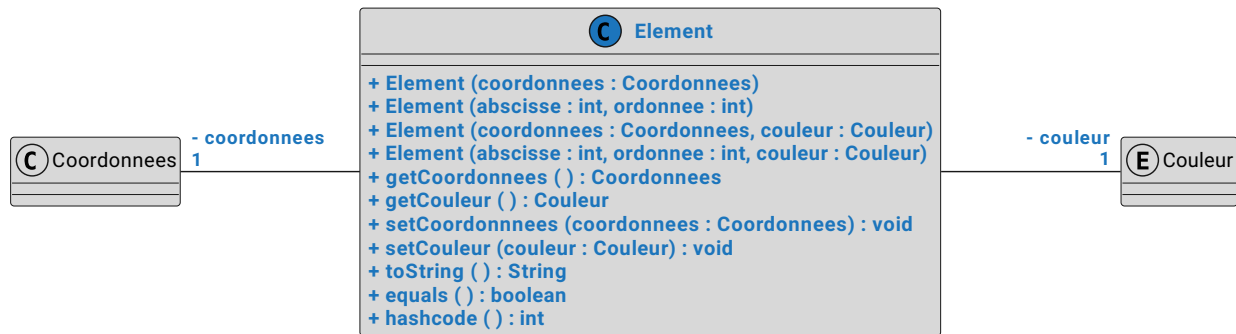 C Element
+ Element (coordonnees : Coordonnees)
+ Element (abscisse : int, ordonnee : int)
+ Element (coordonnees : Coordonnees, couleur : Couleur)
+ Element (abscisse : int, ordonnee : int, couleur : Couleur)
+ getCoordonnees ( ) : Coordonnees
+ getCouleur ( ) : Couleur
+ setCoordonnnees (coordonnees : Coordonnees) : void
+ setCouleur (couleur : Couleur) : void
+ toString ( ) : String
+ equals ( ) : boolean
+ hashcode ( ) : int
- coordonnees
1
C Coordonnees
- couleur
1
E Couleur